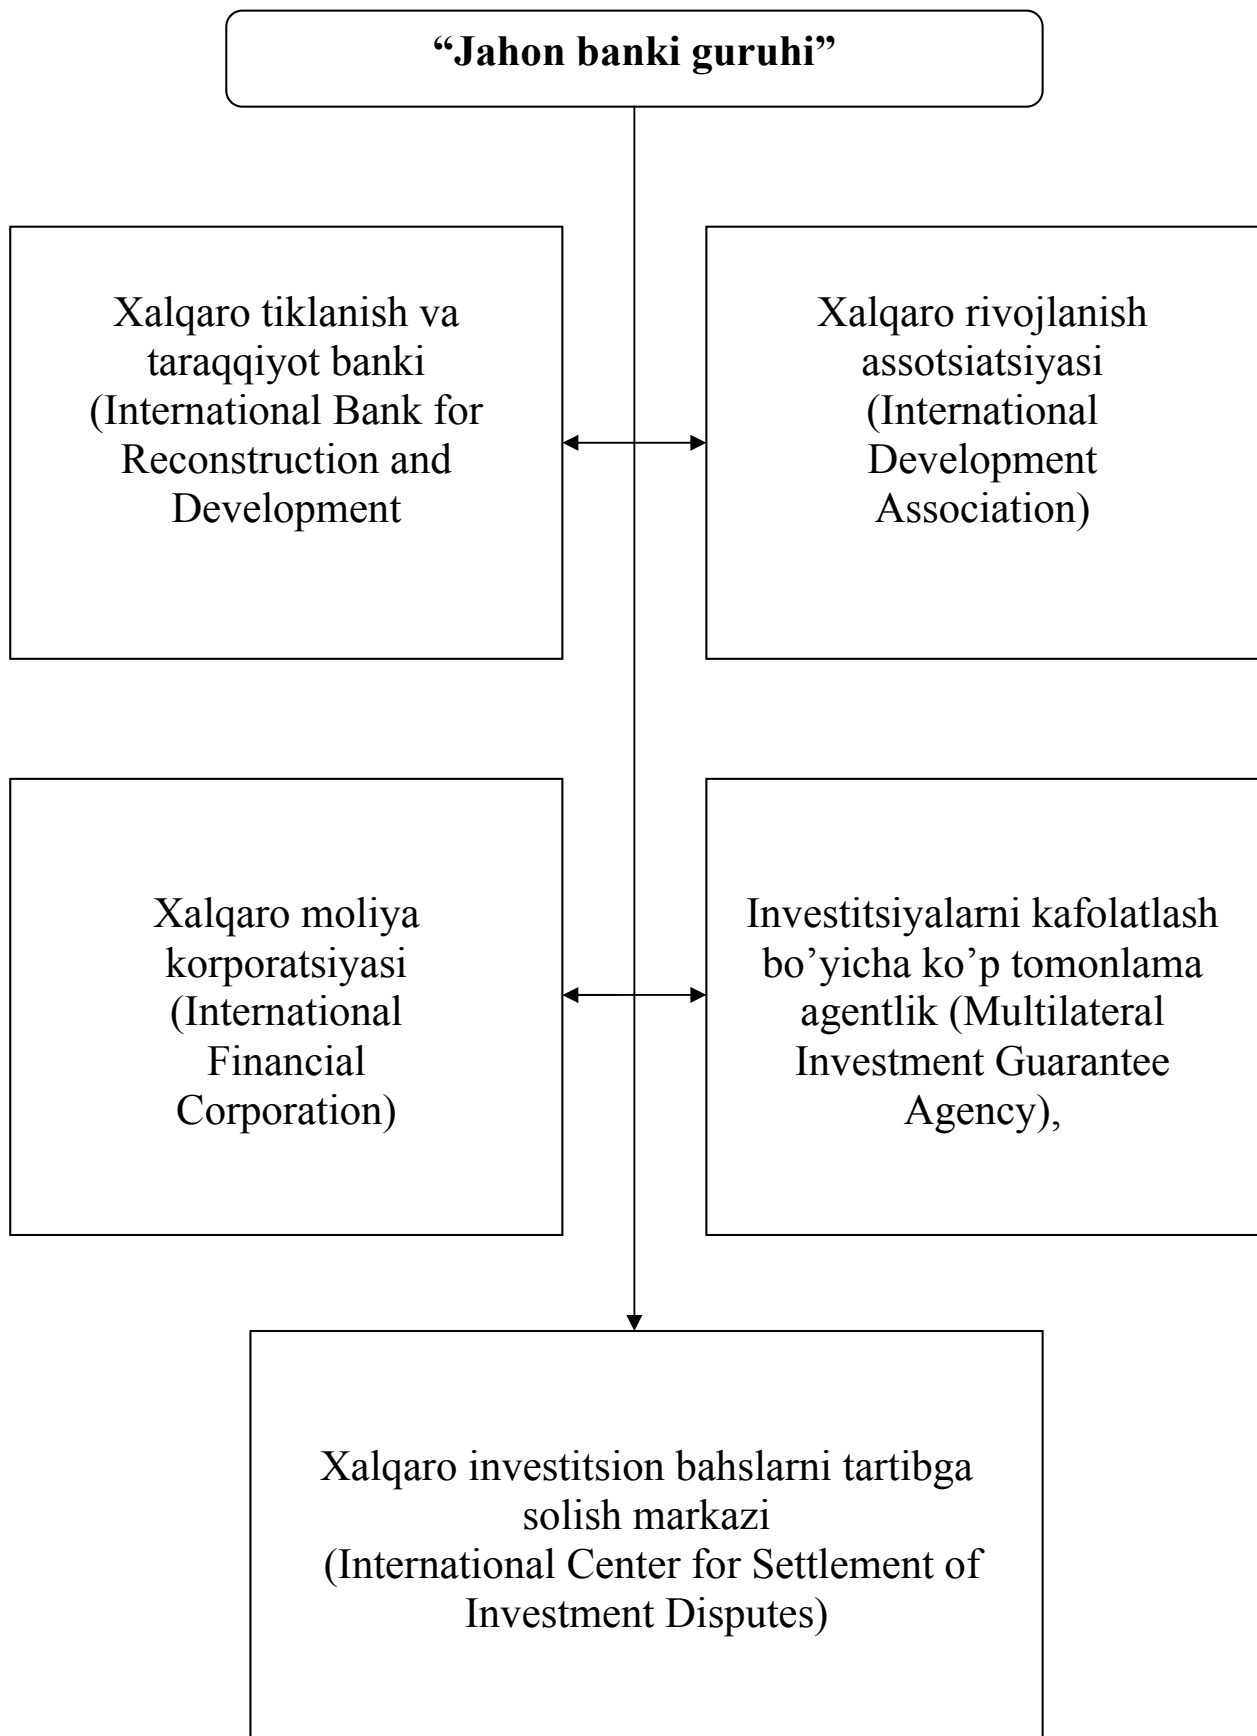 “Jahon banki guruhi”
Xalqaro tiklanish va
taraqqiyot banki
(International Bank for
Reconstruction and
Development
Xalqaro rivojlanish
assotsiatsiyasi
(International
Development
Association)
Xalqaro moliya
korporatsiyasi
(International
Financial
Corporation)
Investitsiyalarni kafolatlash
bo’yicha ko’p tomonlama
agentlik (Multilateral
Investment Guarantee
Agency),
Xalqaro investitsion bahslarni tartibga
solish markazi
(International Center for Settlement of
Investment Disputes)